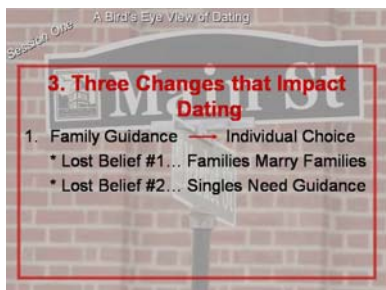 A Bird's Eye View of Dating
Session One
Main St
3. Three Changes that Impact
Dating
1. Family Guidance → Individual Choice
* Lost Belief #1... Families Marry Families
* Lost Belief #2... Singles Need Guidance